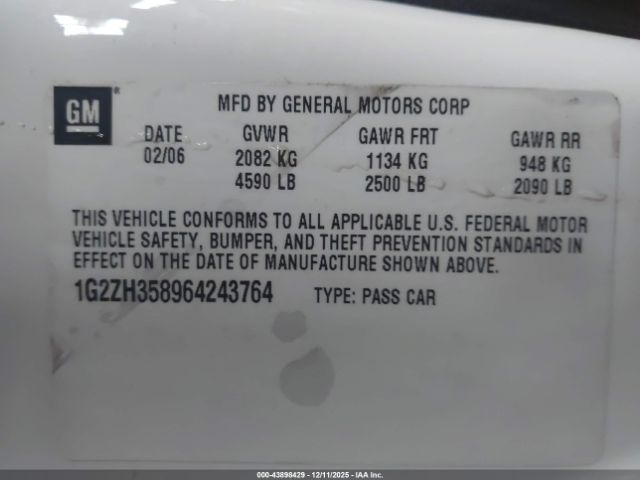 GM®
MFD BY GENERAL MOTORS CORP
DATE GVWR GAWR FRT GAWR RR
02/06 2082 KG 1134 KG 948 KG
4590 LB 2500 LB 2090 LB
THIS VEHICLE CONFORMS TO ALL APPLICABLE U.S. FEDERAL MOTOR
VEHICLE SAFETY, BUMPER, AND THEFT PREVENTION STANDARDS IN
EFFECT ON THE DATE OF MANUFACTURE SHOWN ABOVE.
1G2ZH358964243764 TYPE: PASS CAR
000-43898429 - 12/11/2025 - IAA Inc.